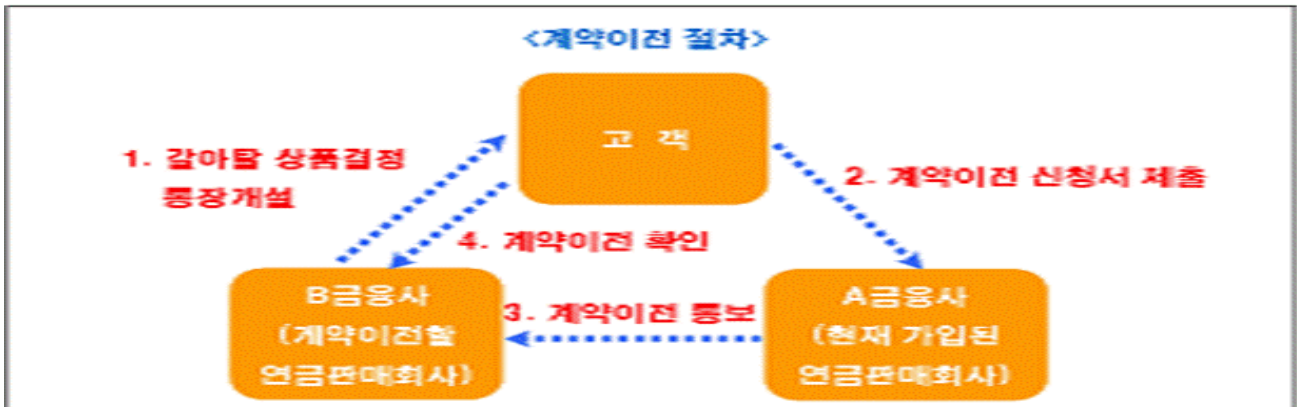 <계약이전 절차>
고 객
1. 갈아탈 상품결정
통장개설
2. 계약이전 신청서 제출
4. 계약이전 확인
3. 계약이전 통보
B금융사
(계약이전할
연금판매회사)
A금융사
(현재 가입된
연금판매회사)